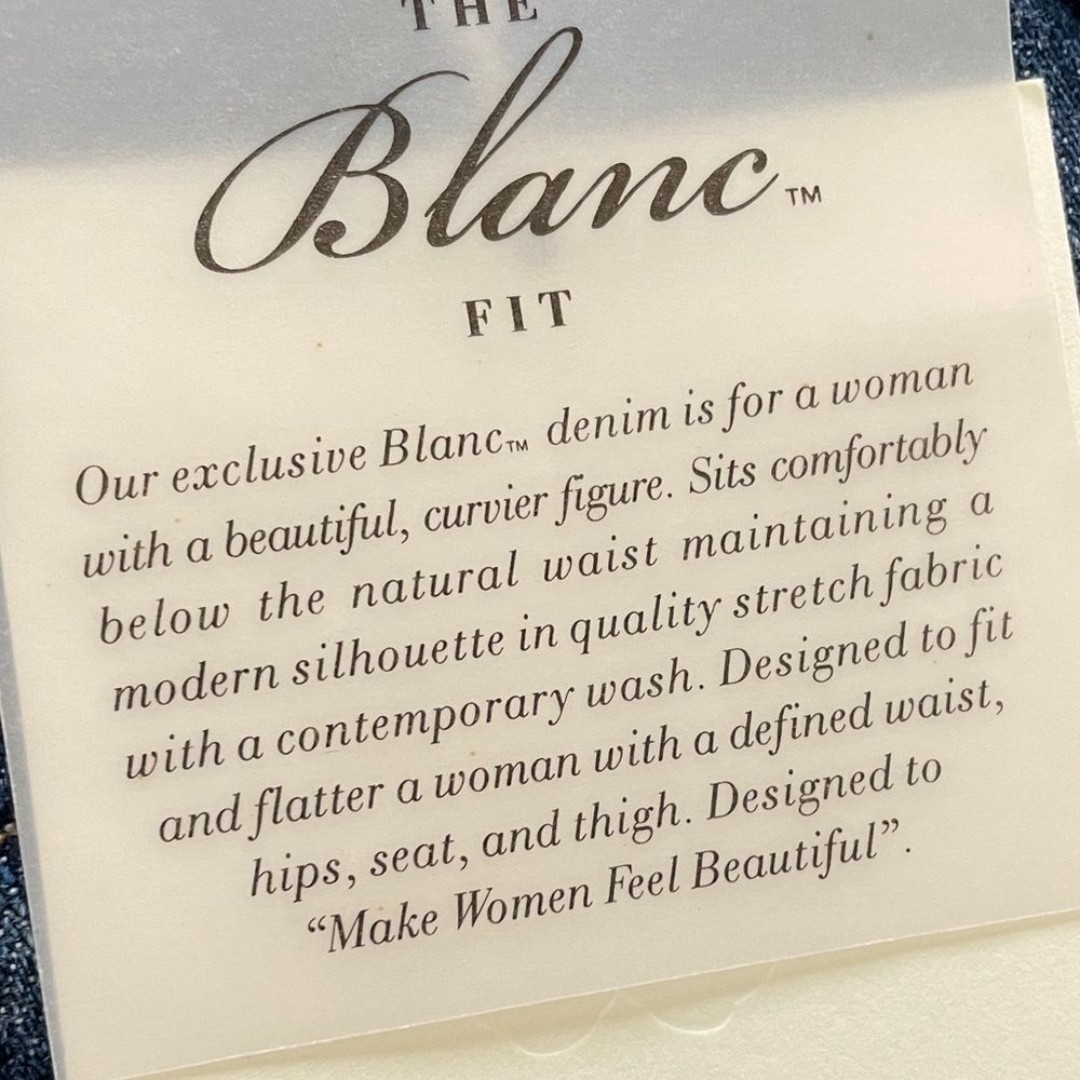 THE
Blanc™
FIT
Our exclusive Blanc™ denim is for a woman
with a beautiful, curvier figure. Sits comfortably
below the natural waist maintaining a
modern silhouette in quality stretch fabric
with a contemporary wash. Designed to fit
and flatter a woman with a defined waist,
hips, seat, and thigh. Designed to
“Make Women Feel Beautiful”.